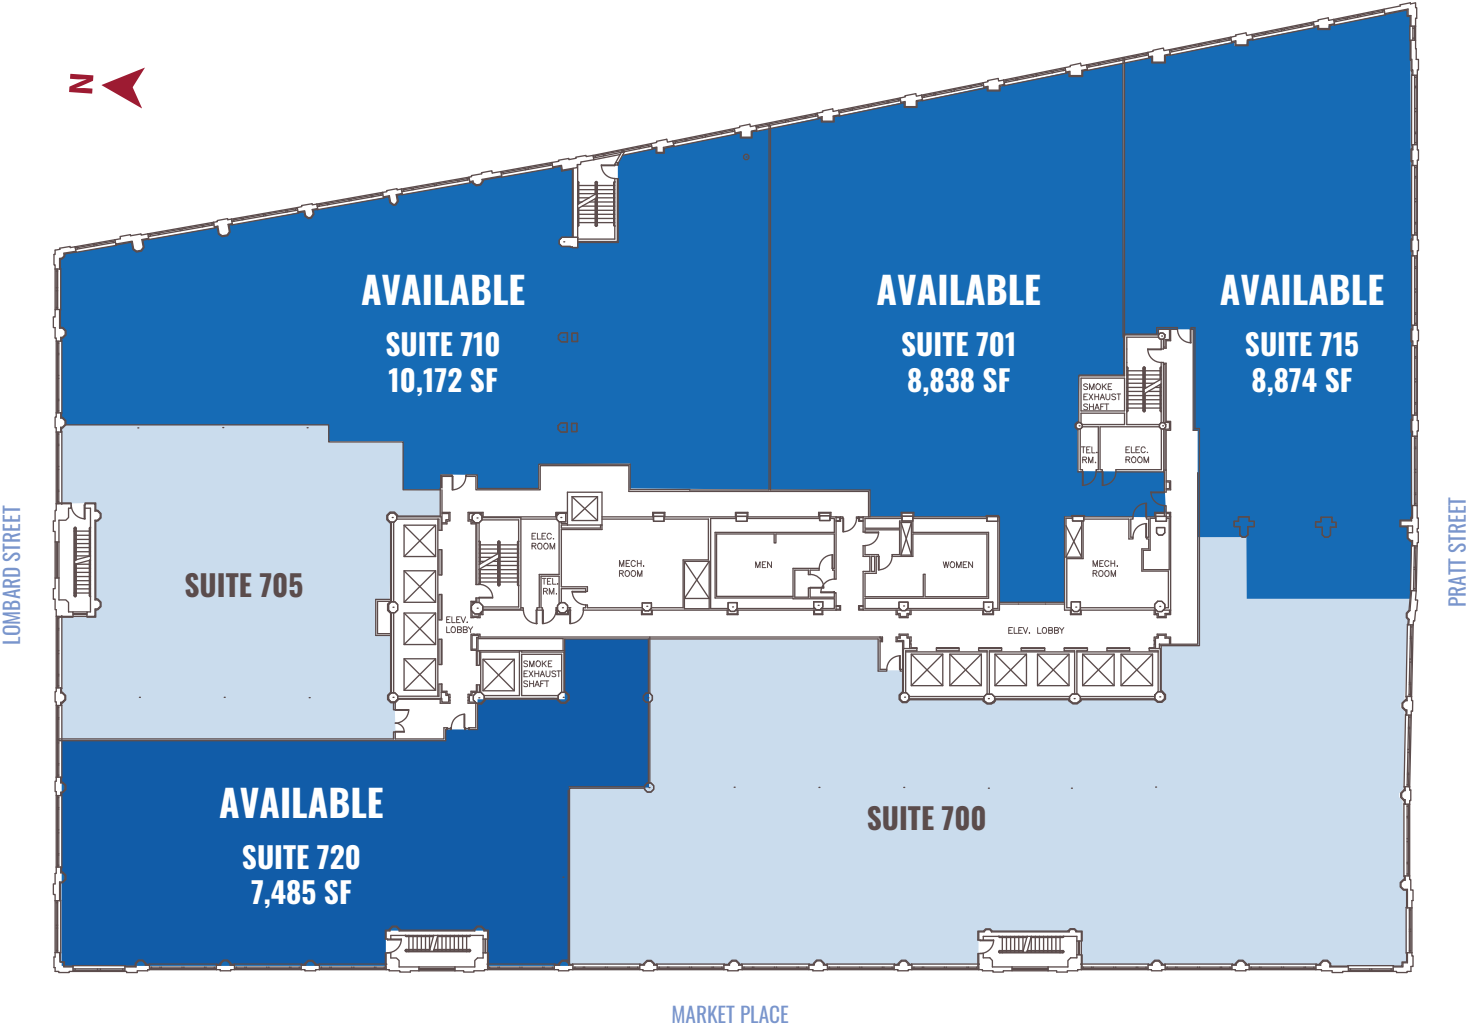 N
AVAILABLE
SUITE 710
10,172 SF
AVAILABLE
SUITE 701
8,838 SF
AVAILABLE
SUITE 715
8,874 SF
SMOKE
EXHAUST
SHAFT
TEL.
RM.
ELEC.
ROOM
LOMBARD STREET
SUITE 705
ELEC.
ROOM
TEL.
RM.
MECH.
ROOM
MEN
WOMEN
MECH.
ROOM
PRATT STREET
ELEV.
LOBBY
ELEV. LOBBY
SMOKE
EXHAUST
SHAFT
AVAILABLE
SUITE 720
7,485 SF
SUITE 700
MARKET PLACE